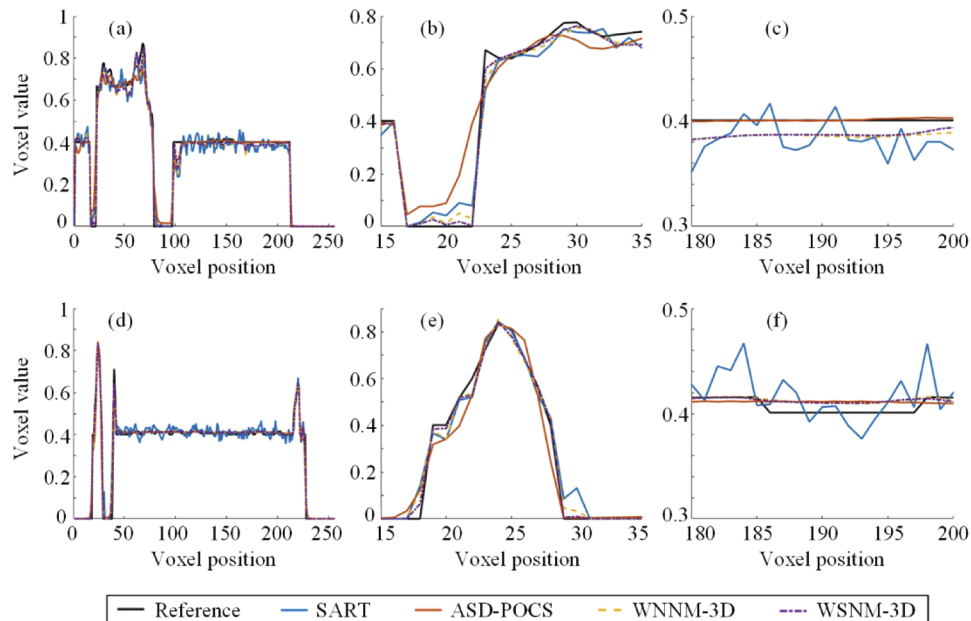 (a)
(b)
(c)
Voxel value
1
0.8
0.6
0.4
0.2
0
0 50 100 150 200 250
Voxel position
0.8
0.6
0.4
0.2
0
15 20 25 30 35
Voxel position
0.5
0.4
0.3
180 185 190 195 200
Voxel position
(d)
(e)
(f)
Voxel value
1
0.8
0.6
0.4
0.2
0
0 50 100 150 200 250
Voxel position
0.8
0.6
0.4
0.2
0
15 20 25 30 35
Voxel position
0.5
0.4
0.3
180 185 190 195 200
Voxel position
Reference SART ASD-POCS WNNM-3D WSNM-3D